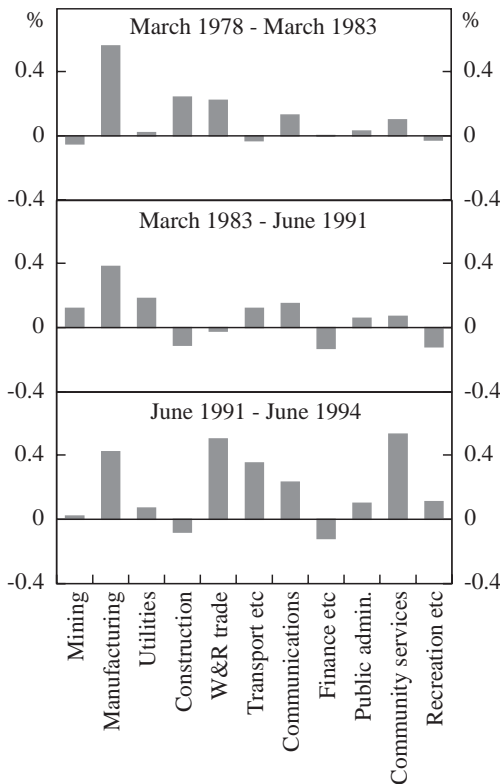 % %
March 1978 - March 1983
0.4 0.4
0 0
-0.4 -0.4
March 1983 - June 1991
0.4 0.4
0 0
-0.4 -0.4
June 1991 - June 1994
0.4 0.4
0 0
-0.4 -0.4
Mining
Manufacturing
Utilities
Construction
W&R trade
Transport etc
Communications
Finance etc
Public admin.
Community services
Recreation etc